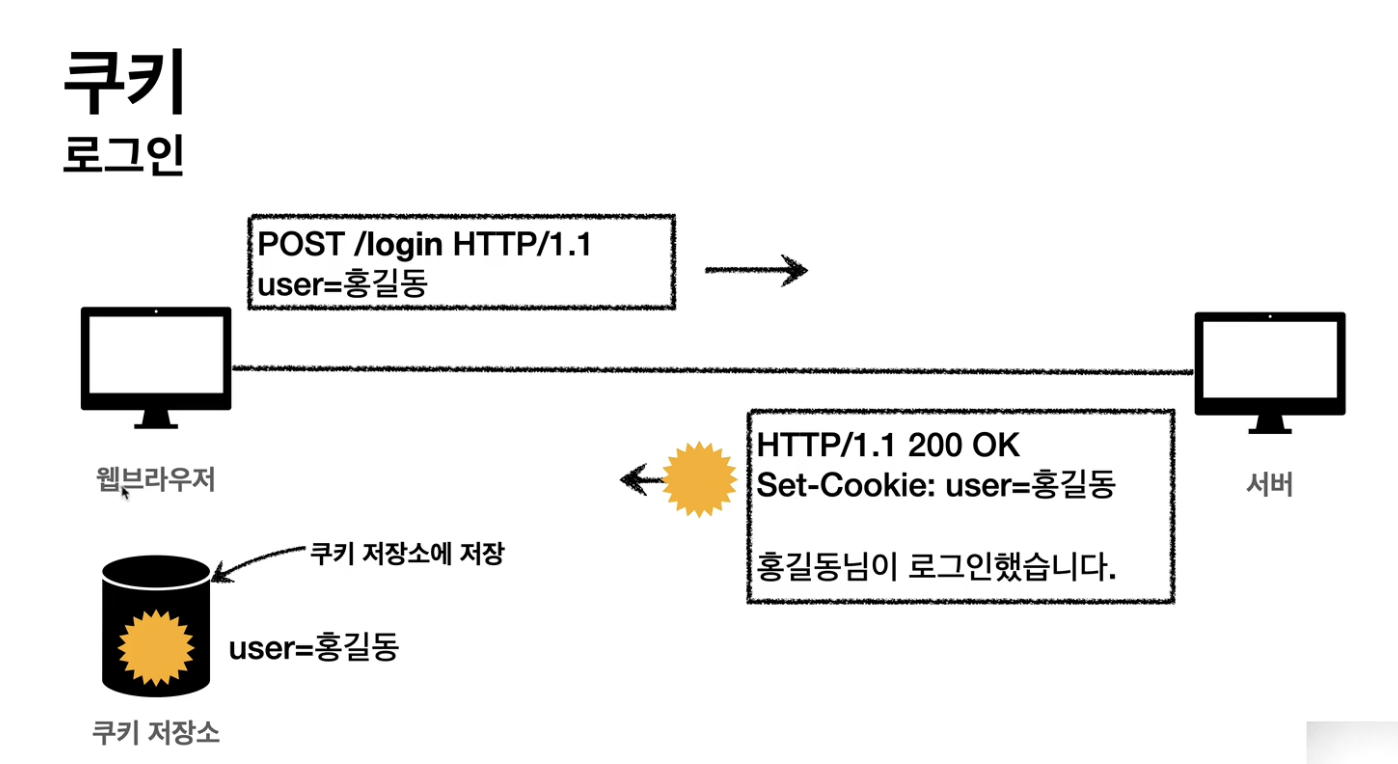 쿠키
로그인
POST /login HTTP/1.1
user=홍길동
HTTP/1.1 200 OK
Set-Cookie: user=홍길동
홍길동님이 로그인했습니다.
웹브라우저
서버
쿠키 저장소에 저장
user=홍길동
쿠키 저장소